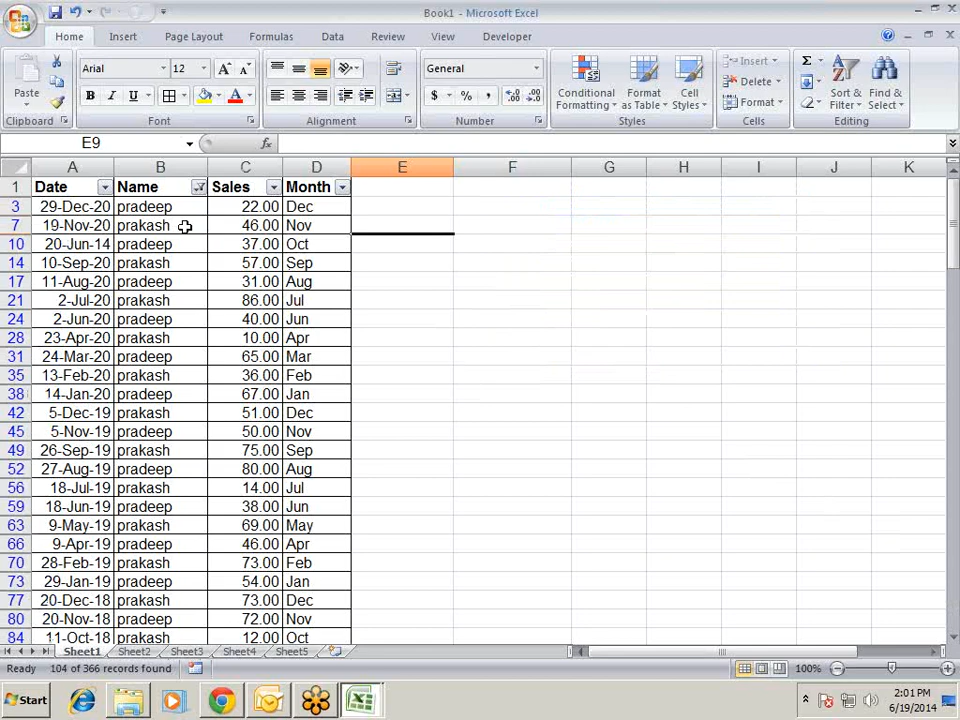 Book1 - Microsoft Excel
Home Insert Page Layout Formulas Data Review View Developer
Paste
Arial 12
B I U
A A
General
$ % ,
Conditional Formatting
Format as Table
Cell Styles
Insert
Delete
Format
Σ
Sort & Filter
Find & Select
Clipboard Font Alignment Number Styles Cells Editing
E9 fx
A B C D E F G H I J K
1 Date Name Sales Month
3 29-Dec-20 pradeep 22.00 Dec
7 19-Nov-20 prakash 46.00 Nov
10 20-Jun-14 pradeep 37.00 Oct
14 10-Sep-20 prakash 57.00 Sep
17 11-Aug-20 pradeep 31.00 Aug
21 2-Jul-20 prakash 86.00 Jul
24 2-Jun-20 pradeep 40.00 Jun
28 23-Apr-20 prakash 10.00 Apr
31 24-Mar-20 pradeep 65.00 Mar
35 13-Feb-20 prakash 36.00 Feb
38 14-Jan-20 pradeep 67.00 Jan
42 5-Dec-19 prakash 51.00 Dec
45 5-Nov-19 pradeep 50.00 Nov
49 26-Sep-19 prakash 75.00 Sep
52 27-Aug-19 pradeep 80.00 Aug
56 18-Jul-19 prakash 14.00 Jul
59 18-Jun-19 pradeep 38.00 Jun
63 9-May-19 prakash 69.00 May
66 9-Apr-19 pradeep 46.00 Apr
70 28-Feb-19 prakash 73.00 Feb
73 29-Jan-19 pradeep 54.00 Jan
77 20-Dec-18 prakash 73.00 Dec
80 20-Nov-18 pradeep 72.00 Nov
84 11-Oct-18 prakash 12.00 Oct
Sheet1 Sheet2 Sheet3 Sheet4 Sheet5
Ready 104 of 366 records found 100%
Start
2:01 PM
6/19/2014